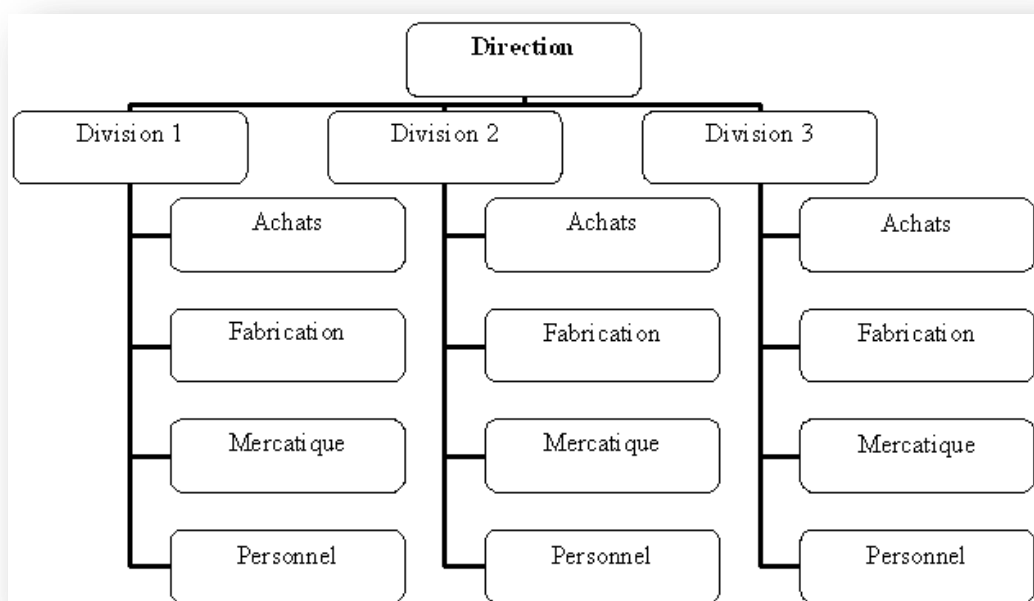 Direction
Division 1
Division 2
Division 3
Achats
Achats
Achats
Fabrication
Fabrication
Fabrication
Mercatique
Mercatique
Mercatique
Personnel
Personnel
Personnel